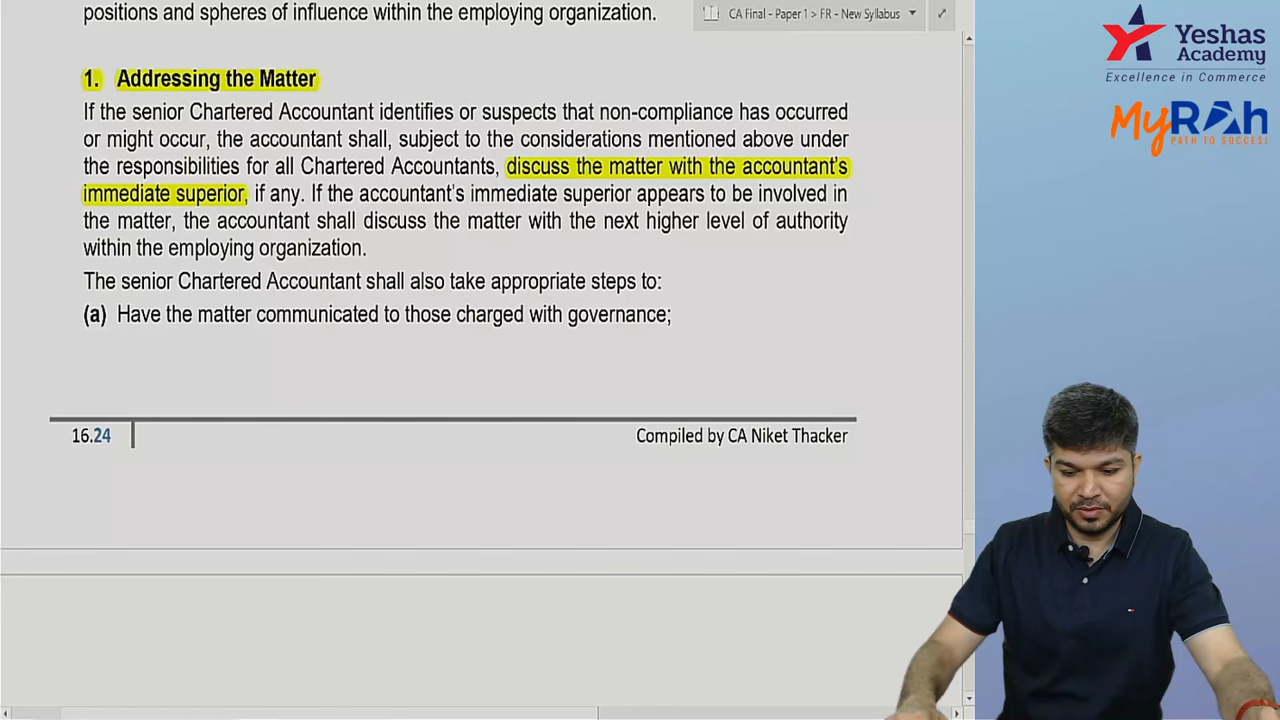 positions and spheres of influence within the employing organization.
CA Final - Paper 1 > FR - New Syllabus
Yeshas
Academy
Excellence in Commerce
MyRAh
PATH TO SUCCESS
1. Addressing the Matter
If the senior Chartered Accountant identifies or suspects that non-compliance has occurred
or might occur, the accountant shall, subject to the considerations mentioned above under
the responsibilities for all Chartered Accountants, discuss the matter with the accountant's
immediate superior, if any. If the accountant's immediate superior appears to be involved in
the matter, the accountant shall discuss the matter with the next higher level of authority
within the employing organization.
The senior Chartered Accountant shall also take appropriate steps to:
(a) Have the matter communicated to those charged with governance;
16.24
Compiled by CA Niket Thacker